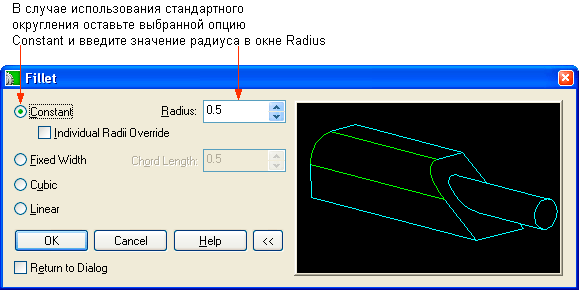 В случае использования стандартного
округления оставьте выбранной опцию
Constant и введите значение радиуса в окне Radius
Fillet
Constant Radius: 0.5
Individual Radii Override
Fixed Width Chord Length: 0.5
Cubic
Linear
OK Cancel Help <<
Return to Dialog